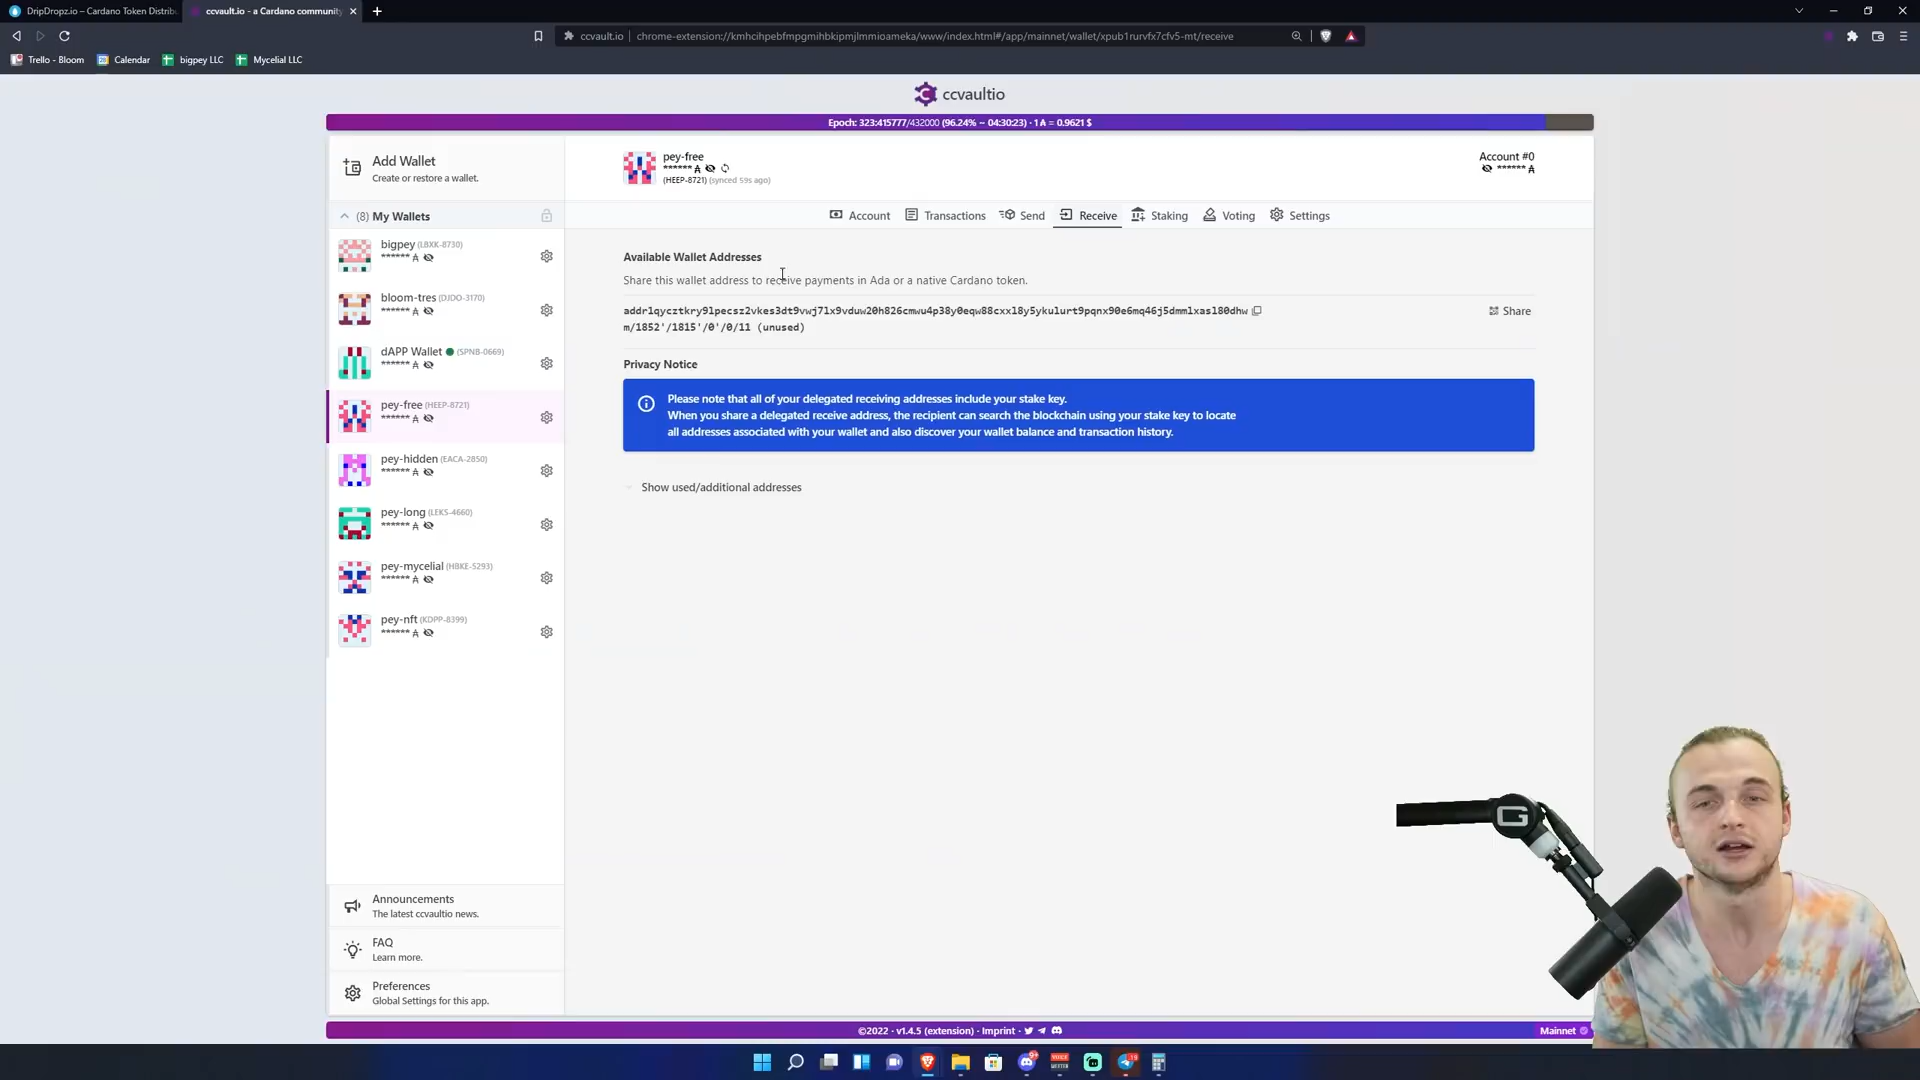 DripDropz.io – Cardano Token Distribu
ccvault.io - a Cardano community
ccvault.io
chrome-extension://kmhcihpebfmpgmihbkipmjlmmioameka/www/index.html#/app/mainnet/wallet/xpub1rurvfx7cfv5-mt/receive
Trello - Bloom
Calendar
bigpey LLC
Mycelial LLC
ccvaultio
Epoch: 323:415777/432000 (96.24% ~ 04:30:23) · 1 ₳ = 0.9621 $
Add Wallet
Create or restore a wallet.
pey-free
****** ₳
(HEEP-8721) (synced 59s ago)
Account #0
****** ₳
(8) My Wallets
Account
Transactions
Send
Receive
Staking
Voting
Settings
bigpey (LBXK-8730)
****** ₳
bloom-tres (DJDO-3170)
****** ₳
dAPP Wallet (SPNB-0669)
****** ₳
pey-free (HEEP-8721)
****** ₳
pey-hidden (EACA-2850)
****** ₳
pey-long (LEKS-4660)
****** ₳
pey-mycelial (HBKE-5293)
****** ₳
pey-nft (KDPP-8399)
****** ₳
Available Wallet Addresses
Share this wallet address to receive payments in Ada or a native Cardano token.
addr1qycztkry9lpecsz2vkes3dt9vwj7lx9vduw20h826cmwu4p38y0eqw88cxxl8y5ykulurt9pqnx90e6mq46j5dmmlxasl80dhw
Share
m/1852'/1815'/0'/0/11 (unused)
Privacy Notice
Please note that all of your delegated receiving addresses include your stake key.
When you share a delegated receive address, the recipient can search the blockchain using your stake key to locate
all addresses associated with your wallet and also discover your wallet balance and transaction history.
Show used/additional addresses
Announcements
The latest ccvaultio news.
FAQ
Learn more.
Preferences
Global Settings for this app.
©2022 · v1.4.5 (extension) · Imprint ·
Mainnet